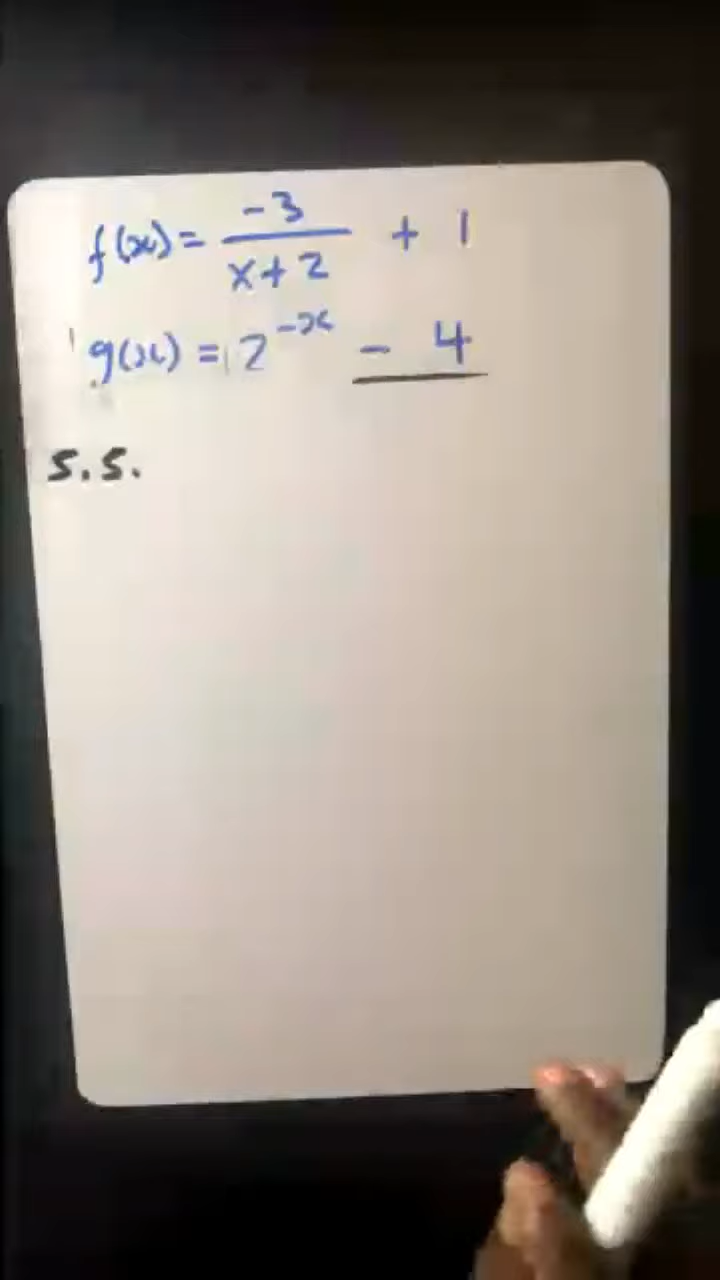 f(x) = -3/(x+2) + 1
g(x) = 2^(-x) - 4
S.S.